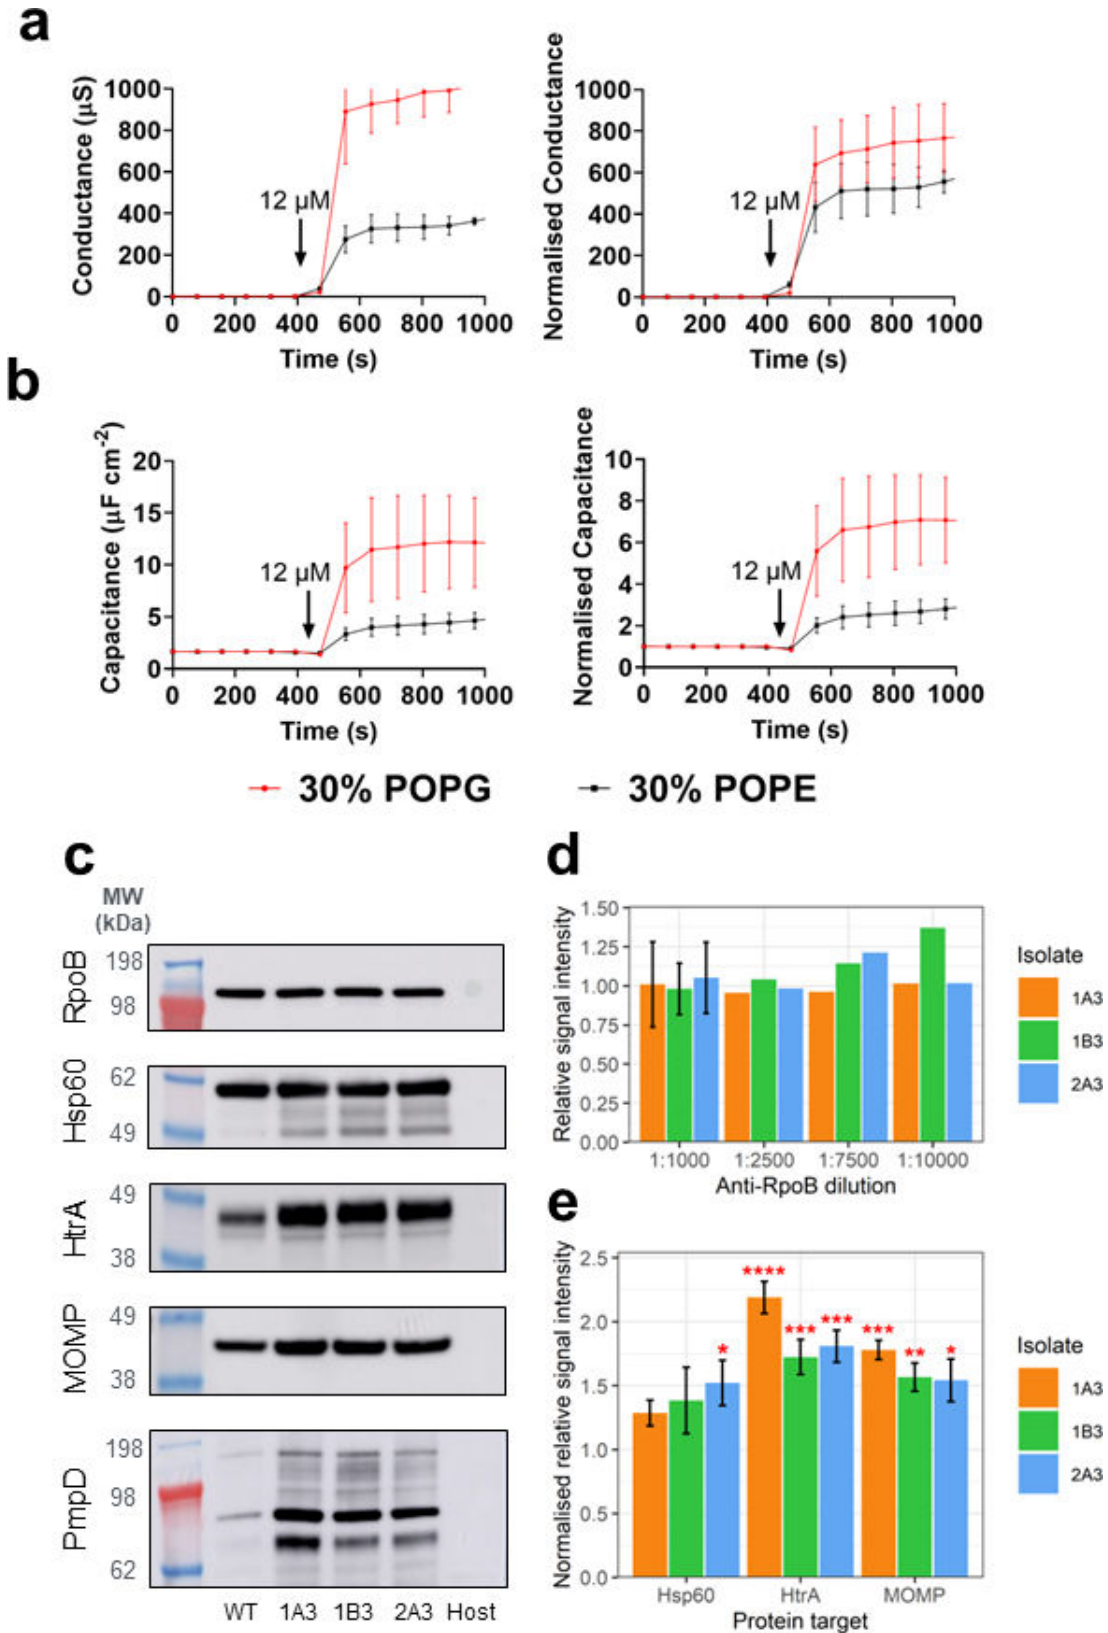 a
Conductance (µS)
1000
800
600
400
200
0
12 µM
0 200 400 600 800 1000
Time (s)
Normalised Conductance
1000
800
600
400
200
0
12 µM
0 200 400 600 800 1000
Time (s)
b
Capacitance (µF cm-2)
20
15
10
5
0
12 µM
0 200 400 600 800 1000
Time (s)
Normalised Capacitance
10
8
6
4
2
0
12 µM
0 200 400 600 800 1000
Time (s)
30% POPG 30% POPE
c
MW
(kDa)
RpoB
198
98
Hsp60
62
49
HtrA
49
38
MOMP
49
38
PmpD
198
98
62
WT 1A3 1B3 2A3 Host
d
Relative signal intensity
1.50
1.25
1.00
0.75
0.50
0.25
0.00
1:1000 1:2500 1:7500 1:10000
Anti-RpoB dilution
Isolate
1A3
1B3
2A3
e
Normalised relative signal intensity
2.5
2.0
1.5
1.0
0.5
0.0
* **** *** *** *** ** *
Hsp60 HtrA MOMP
Protein target
Isolate
1A3
1B3
2A3